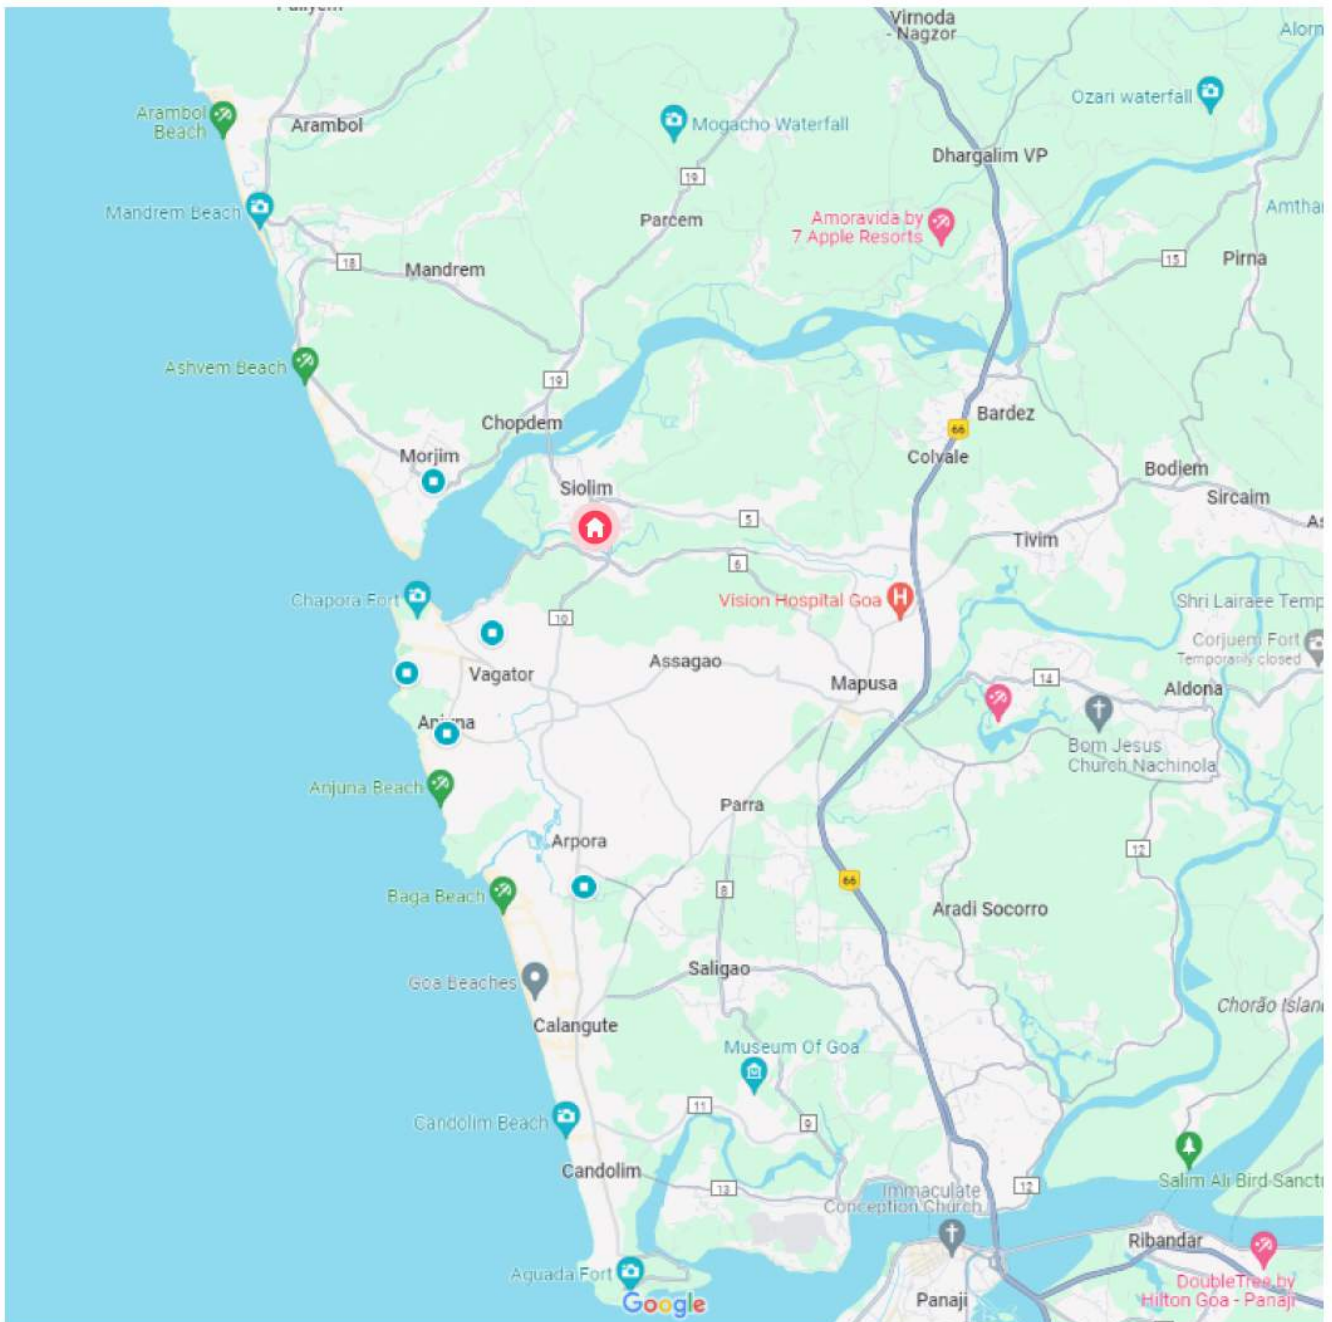 Virnoda
- Nagzor
Arambol
Beach
Arambol
Mogacho Waterfall
Ozari waterfall
Dhargalim VP
19
Mandrem Beach
Parcem
Amoravida by
7 Apple Resorts
18
Mandrem
15
Pirna
Ashvem Beach
19
Chopdem
Bardez
66
Morjim
Colvale
Bodiem
Siolim
Sircaim
5
Tivim
6
Chapora Fort
Vision Hospital Goa
Shri Lairaee Temp
10
Corjuem Fort
Temporarily closed
Vagator
Assagao
Mapusa
14
Aldona
Anjuna
Bom Jesus
Church Nachinola
Anjuna Beach
Parra
Arpora
12
Baga Beach
8
66
Aradi Socorro
Saligao
Goa Beaches
Chorão Islan
Calangute
Museum Of Goa
11
Candolim Beach
9
Candolim
13
12
Salim Ali Bird Sanctu
Immaculate
Conception Church
Ribandar
Aguada Fort
Google
Panaji
DoubleTree by
Hilton Goa - Panaji